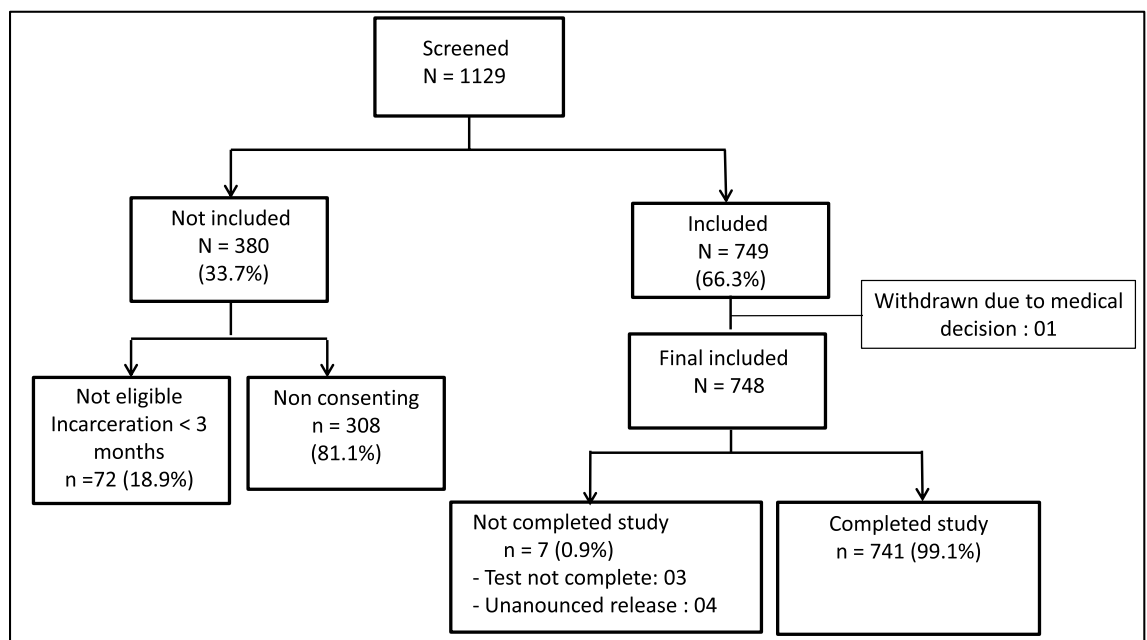 Screened
N = 1129
Not included
N = 380
(33.7%)
Included
N = 749
(66.3%)
Withdrawn due to medical
decision : 01
Final included
N = 748
Not eligible
Incarceration < 3
months
n =72 (18.9%)
Non consenting
n = 308
(81.1%)
Not completed study
n = 7 (0.9%)
- Test not complete: 03
- Unanounced release : 04
Completed study
n = 741 (99.1%)